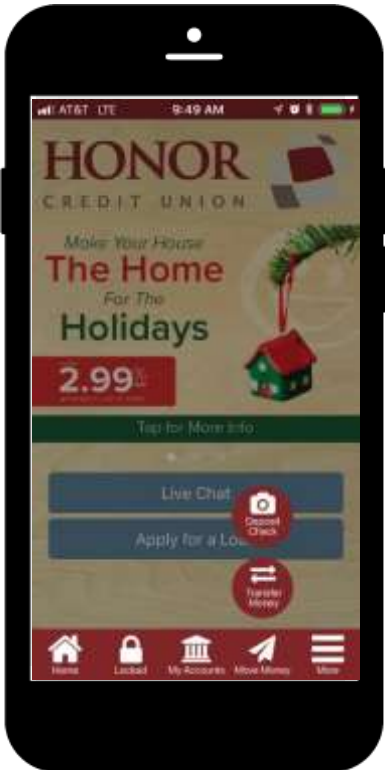 AT&T LTE 9:49 AM
HONOR
CREDIT UNION
Make Your House
The Home
For The
Holidays
2.99%
Tap for More Info
Live Chat
Apply for a Loa
Deposit
Check
Transfer
Money
Home Locked My Accounts Move Money More